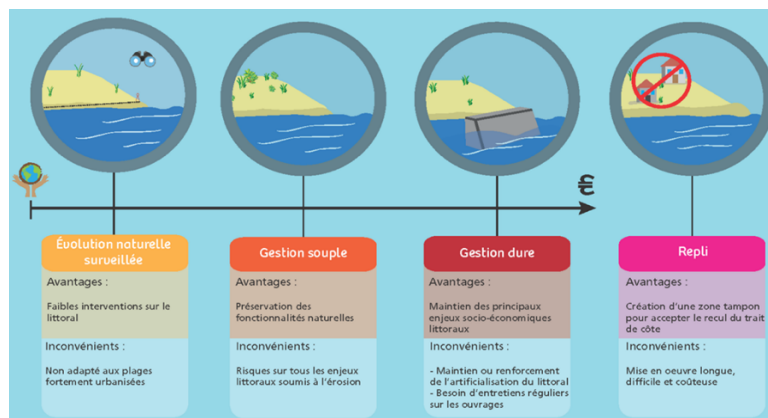 €
Évolution naturelle
surveillée
Avantages :
Faibles interventions sur le
littoral
Inconvénients :
Non adapté aux plages
fortement urbanisées
Gestion souple
Avantages :
Préservation des
fonctionnalités naturelles
Inconvénients :
Risques sur tous les enjeux
littoraux soumis à l'érosion
Gestion dure
Avantages :
Maintien des principaux
enjeux socio-économiques
littoraux
Inconvénients :
- Maintien ou renforcement
de l'artificialisation du littoral
- Besoin d'entretiens réguliers
sur les ouvrages
Repli
Avantages :
Création d'une zone tampon
pour accepter le recul du trait
de côte
Inconvénients :
Mise en oeuvre longue,
difficile et coûteuse